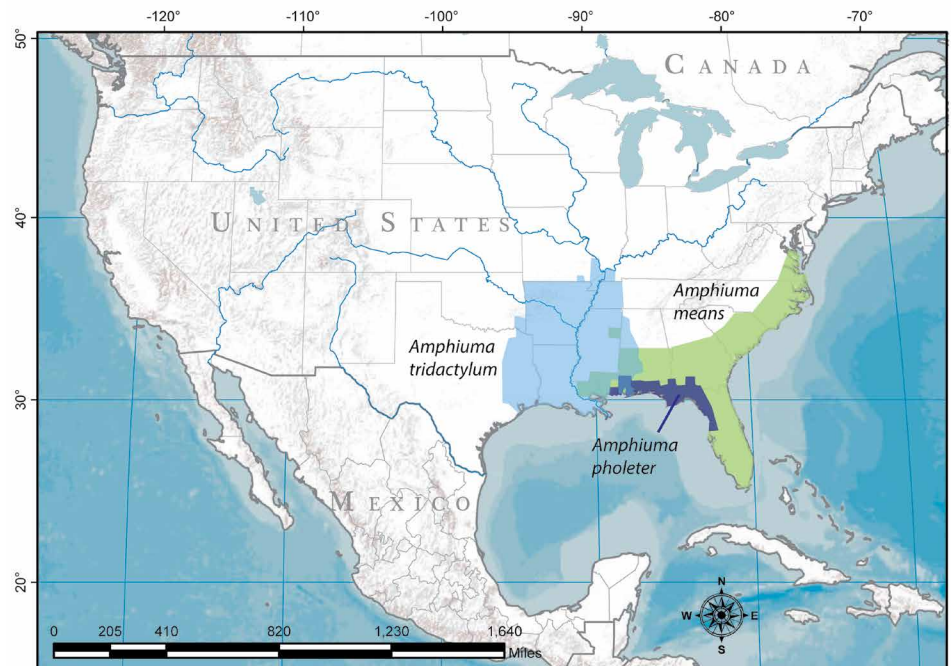 -120° -110° -100° -90° -80° -70°
50°
CANADA
40°
UNITED STATES
Amphiuma
means
Amphiuma
tridactylum
30°
Amphiuma
pholeter
MEXICO
20°
N
W E
S
0 205 410 820 1,230 1,640
Miles